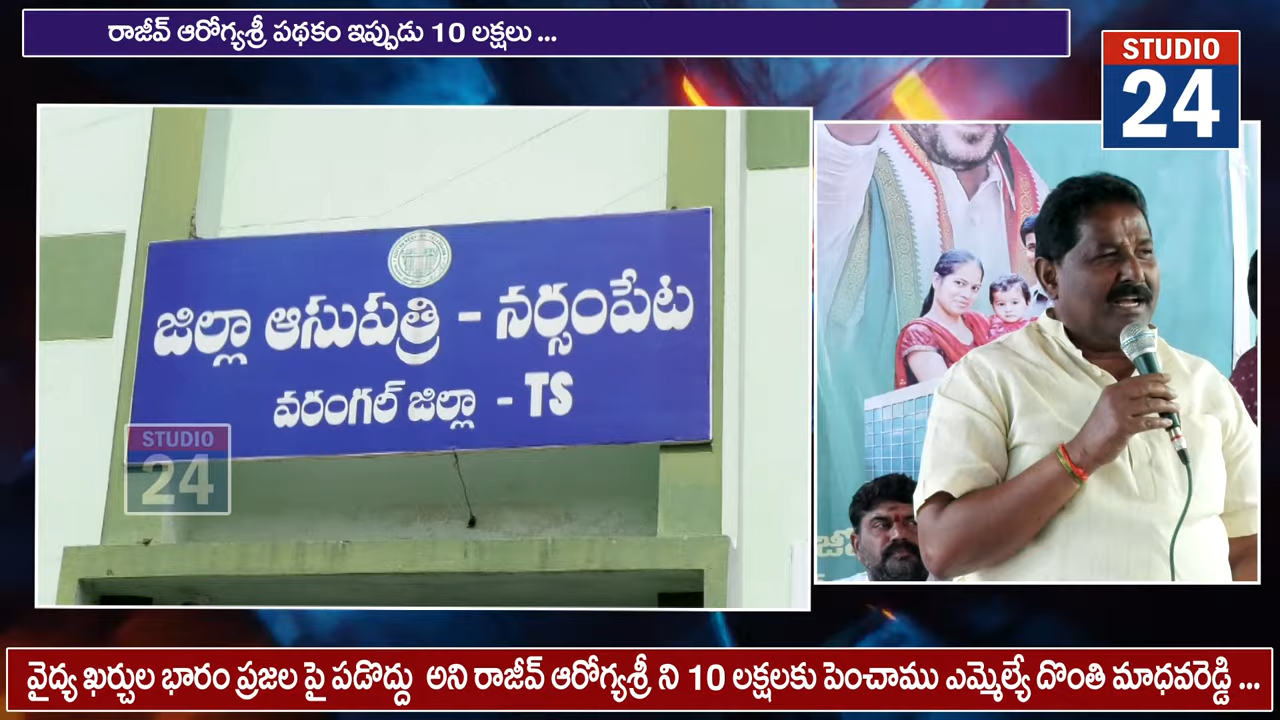 రాజీవ్ ఆరోగ్యశ్రీ పథకం ఇప్పుడు 10 లక్షలు ...
STUDIO
24
జిల్లా ఆసుపత్రి - నర్సంపేట
వరంగల్ జిల్లా - TS
STUDIO
24
వైద్య ఖర్చుల భారం ప్రజల పై పడొద్దు అని రాజీవ్ ఆరోగ్యశ్రీ ని 10 లక్షలకు పెంచాము ఎమ్మెల్యే దొంతి మాధవరెడ్డి ...